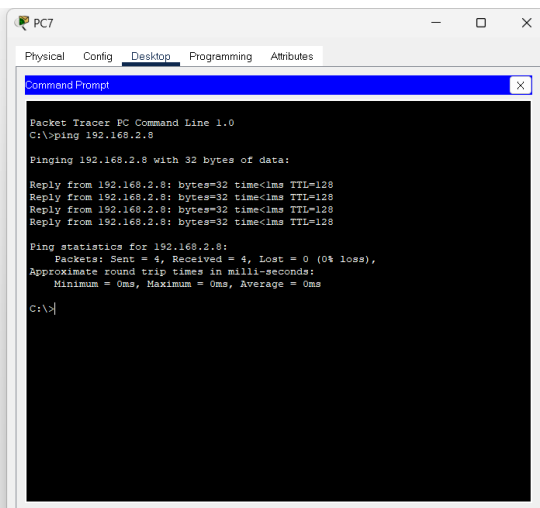 PC7
Physical Config Desktop Programming Attributes
Command Prompt
Packet Tracer PC Command Line 1.0
C:\>ping 192.168.2.8
Pinging 192.168.2.8 with 32 bytes of data:
Reply from 192.168.2.8: bytes=32 time<1ms TTL=128
Reply from 192.168.2.8: bytes=32 time<1ms TTL=128
Reply from 192.168.2.8: bytes=32 time<1ms TTL=128
Reply from 192.168.2.8: bytes=32 time<1ms TTL=128
Ping statistics for 192.168.2.8:
Packets: Sent = 4, Received = 4, Lost = 0 (0% loss),
Approximate round trip times in milli-seconds:
Minimum = 0ms, Maximum = 0ms, Average = 0ms
C:\>